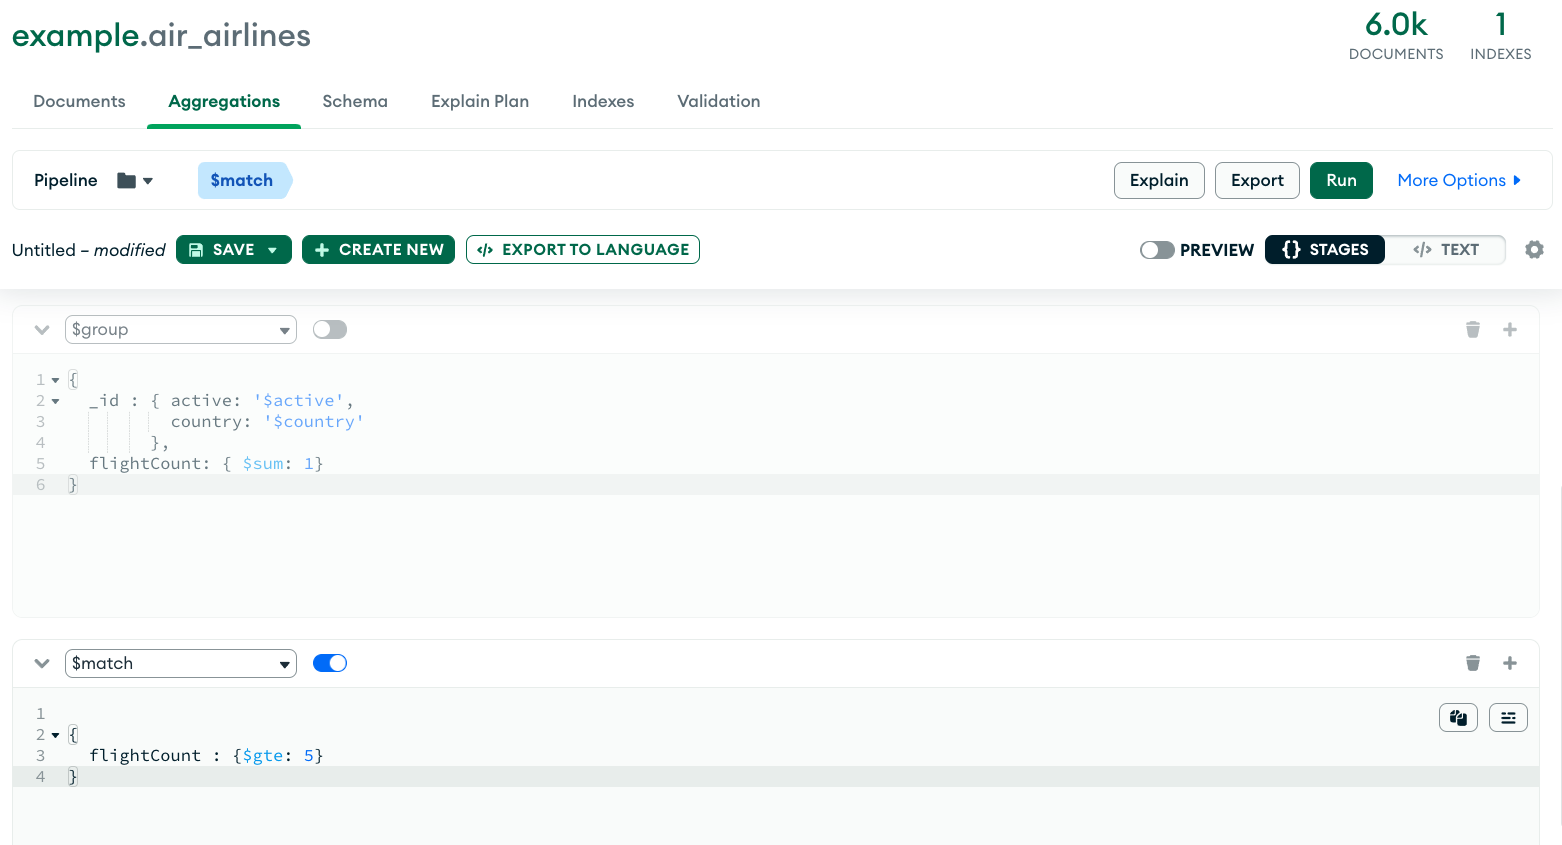 example.air_airlines
6.0k
DOCUMENTS
1
INDEXES
Documents Aggregations Schema Explain Plan Indexes Validation
Pipeline $match Explain Export Run More Options
Untitled – modified SAVE CREATE NEW </> EXPORT TO LANGUAGE PREVIEW {} STAGES </> TEXT
$group
1 {
2 _id : { active: '$active',
3 country: '$country'
4 },
5 flightCount: { $sum: 1}
6 }
$match
1
2 {
3 flightCount : {$gte: 5}
4 }